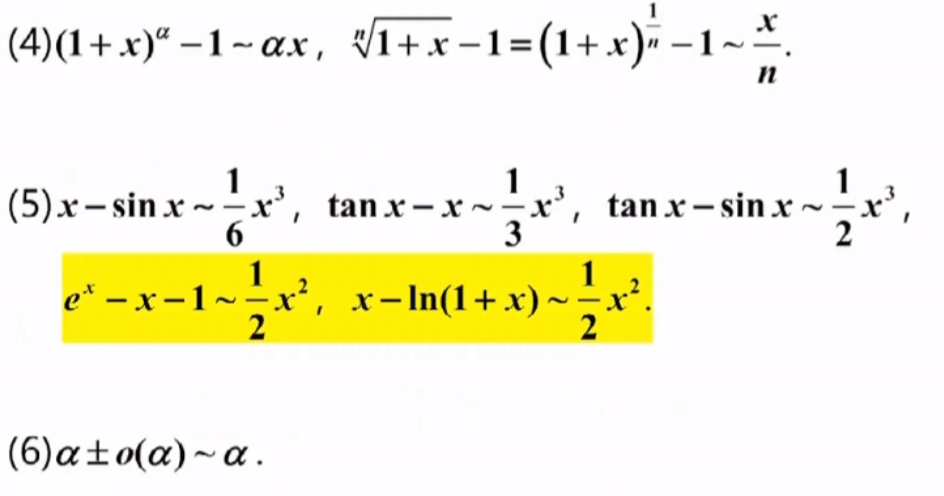 (4)(1+x)^α −1~αx, ⁿ√(1+x) −1=(1+x)^(1/n) −1~x/n.
(5)x−sin x~1/6 x³, tan x−x~1/3 x³, tan x−sin x~1/2 x³,
e^x −x−1~1/2 x², x−ln(1+x)~1/2 x².
(6)α±o(α)~α.